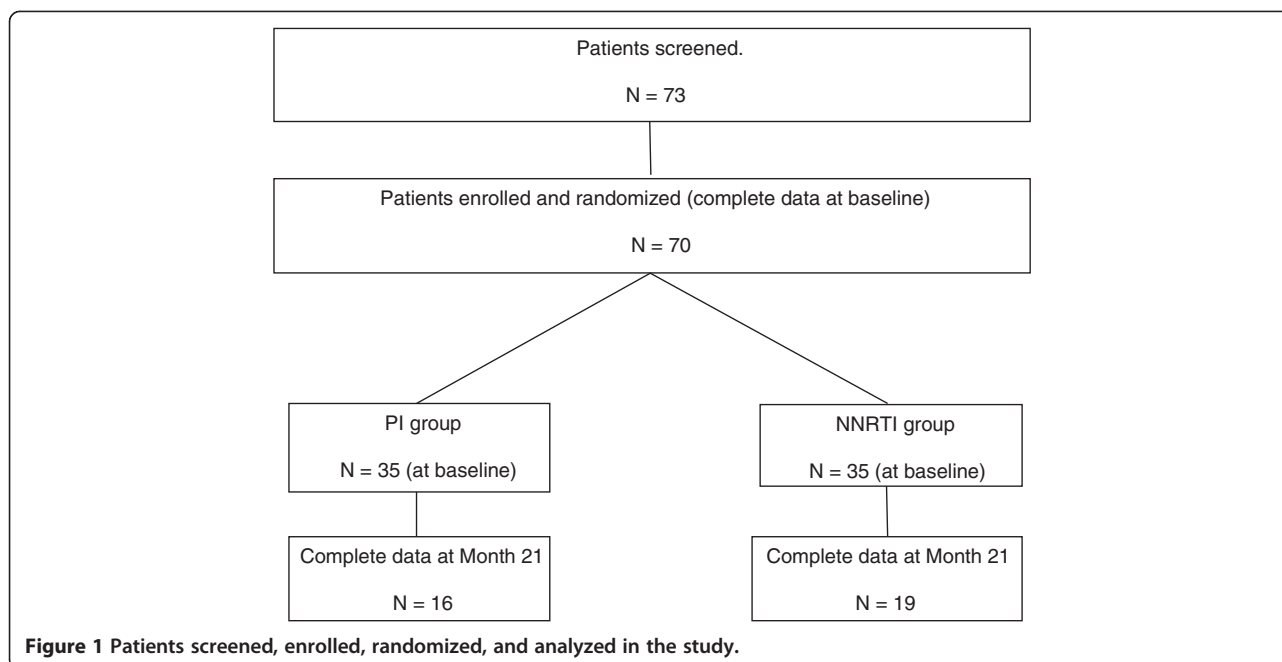 Patients screened.
N = 73
Patients enrolled and randomized (complete data at baseline)
N = 70
PI group
N = 35 (at baseline)
NNRTI group
N = 35 (at baseline)
Complete data at Month 21
N = 16
Complete data at Month 21
N = 19
Figure 1 Patients screened, enrolled, randomized, and analyzed in the study.